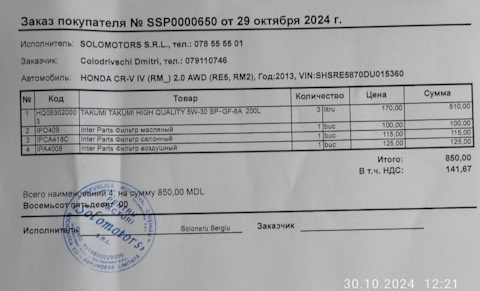 Заказ покупателя № SSP0000650 от 29 октября 2024 г.
Исполнитель: SOLOMOTORS S.R.L., тел.: 078 55 55 01
Заказчик: Colodrivschi Dmitri, тел.: 079110746
Автомобиль: HONDA CR-V IV (RM_) 2.0 AWD (RE5, RM2), Год:2013, VIN:SHSRE5870DU015360
№ Код Товар Количество Цена Сумма
1 HQ05302000 3 TAKUMI TAKUMI HIGH QUALITY 5W-30 SP-GF-6A 200L 3 litru 170,00 510,00
2 IPO409 Inter Parts Фильтр масляный 1 buc 100,00 100,00
3 IPCA418C Inter Parts Фильтр салонный 1 buc 115,00 115,00
4 IPA4008 Inter Parts Фильтр воздушный 1 buc 125,00 125,00
Итого: 850,00
В т.ч. НДС: 141,67
Всего наименований 4, на сумму 850,00 MDL
Восемьсот пятьдесят 00
Исполнитель Solonaru Sergiu Заказчик
PENTRU
Solomotors
S.R.L.
30.10.2024 12:21